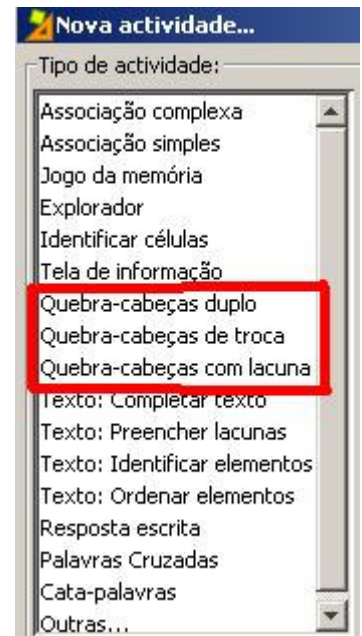 Nova actividade...
Tipo de actividade:
Associação complexa
Associação simples
Jogo da memória
Explorador
Identificar células
Tela de informação
Quebra-cabeças duplo
Quebra-cabeças de troca
Quebra-cabeças com lacuna
Texto: Completar texto
Texto: Preencher lacunas
Texto: Identificar elementos
Texto: Ordenar elementos
Resposta escrita
Palavras Cruzadas
Cata-palavras
Outras...